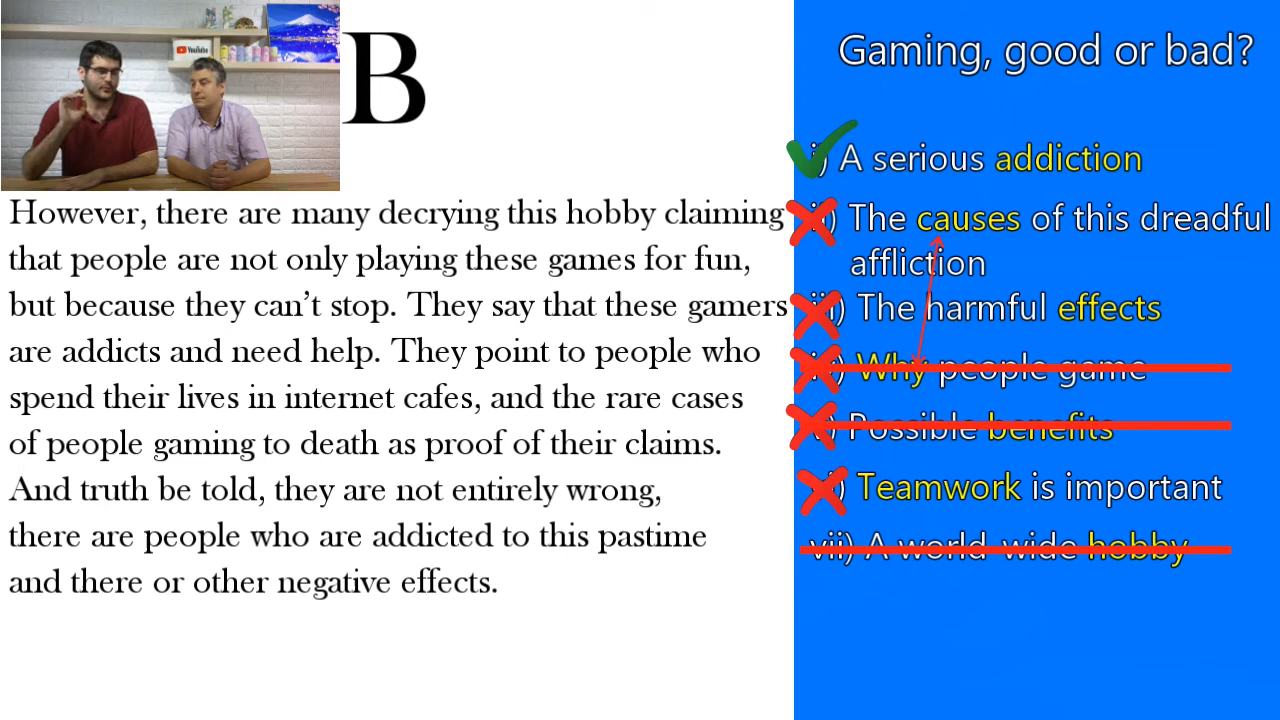 YouTube
B
However, there are many decrying this hobby claiming
that people are not only playing these games for fun,
but because they can't stop. They say that these gamers
are addicts and need help. They point to people who
spend their lives in internet cafes, and the rare cases
of people gaming to death as proof of their claims.
And truth be told, they are not entirely wrong,
there are people who are addicted to this pastime
and there or other negative effects.
Gaming, good or bad?
i) A serious addiction
ii) The causes of this dreadful
affliction
iii) The harmful effects
iv) Why people game
v) Possible benefits
vi) Teamwork is important
vii) A world-wide hobby